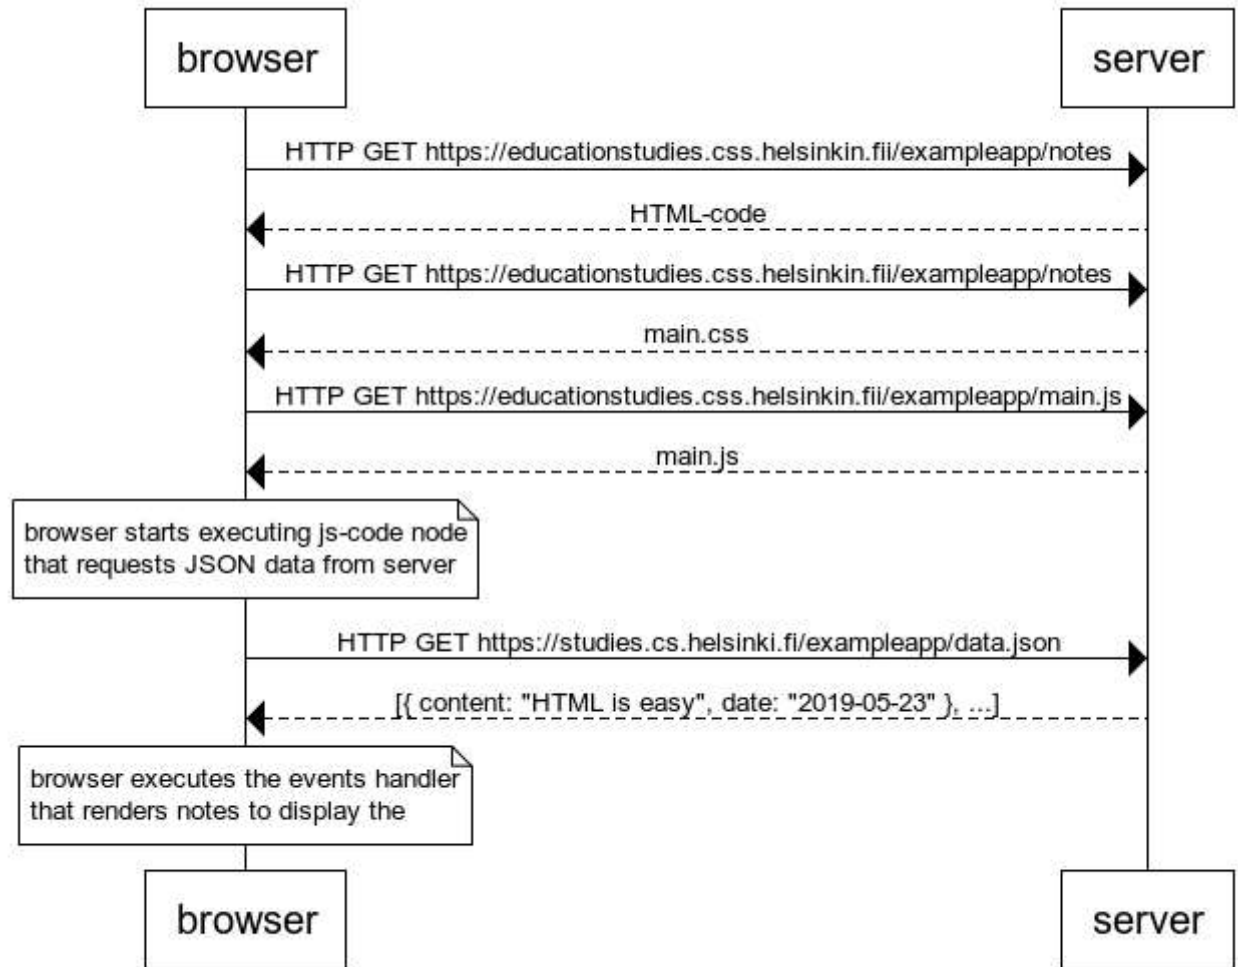 browser
server
HTTP GET https://educationstudies.css.helsinkin.fii/exampleapp/notes
HTML-code
HTTP GET https://educationstudies.css.helsinkin.fii/exampleapp/notes
main.css
HTTP GET https://educationstudies.css.helsinkin.fii/exampleapp/main.js
main.js
browser starts executing js-code node
that requests JSON data from server
HTTP GET https://studies.cs.helsinki.fi/exampleapp/data.json
[{ content: "HTML is easy", date: "2019-05-23" }, ...]
browser executes the events handler
that renders notes to display the
browser
server